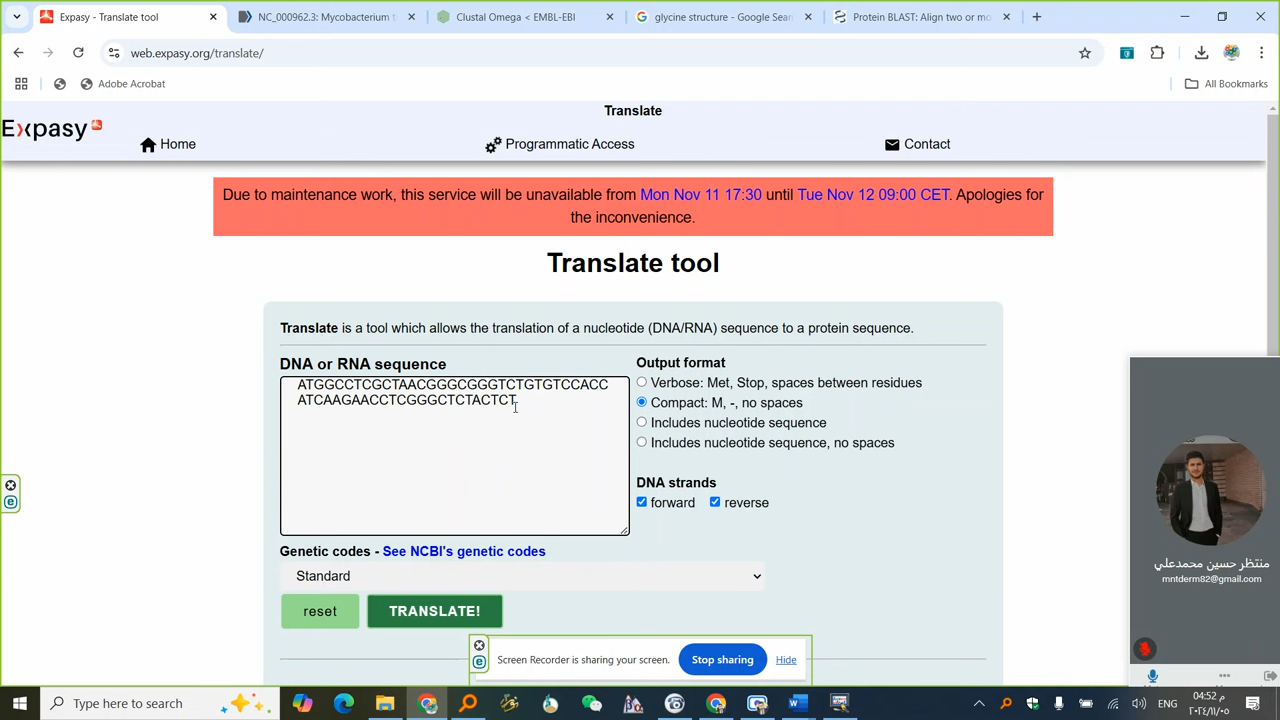 Expasy - Translate tool
NC_000962.3: Mycobacterium t
Clustal Omega < EMBL-EBI
glycine structure - Google Sear
Protein BLAST: Align two or mo
web.expasy.org/translate/
Adobe Acrobat
All Bookmarks
Translate
Expasy
Home
Programmatic Access
Contact
Due to maintenance work, this service will be unavailable from Mon Nov 11 17:30 until Tue Nov 12 09:00 CET. Apologies for
the inconvenience.
Translate tool
Translate is a tool which allows the translation of a nucleotide (DNA/RNA) sequence to a protein sequence.
DNA or RNA sequence
ATGGCCTCGCTAACGGGCGGGTCTGTGTCCACC
ATCAAGAACCTCGGGCTCTACTCT
Output format
Verbose: Met, Stop, spaces between residues
Compact: M, -, no spaces
Includes nucleotide sequence
Includes nucleotide sequence, no spaces
DNA strands
forward
reverse
Genetic codes - See NCBI's genetic codes
Standard
reset
TRANSLATE!
Screen Recorder is sharing your screen.
Stop sharing
Hide
منتظر حسين محمدعلي
mntderm82@gmail.com
Type here to search
ENG
04:52 م
٢٠٢٤/١١/٠٥